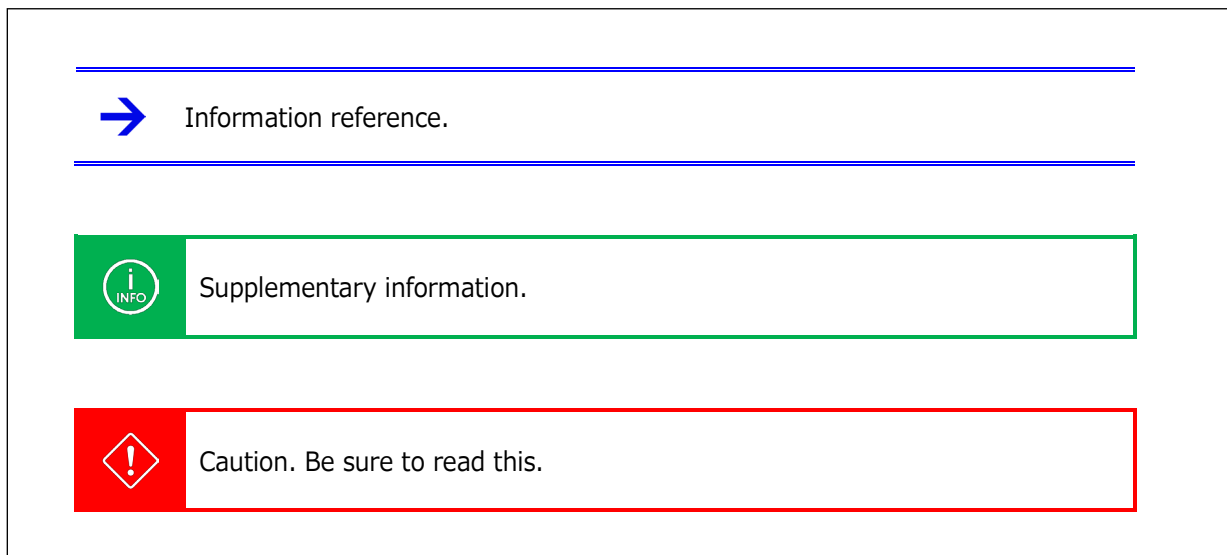 Information reference.
i
INFO
Supplementary information.
!
Caution. Be sure to read this.